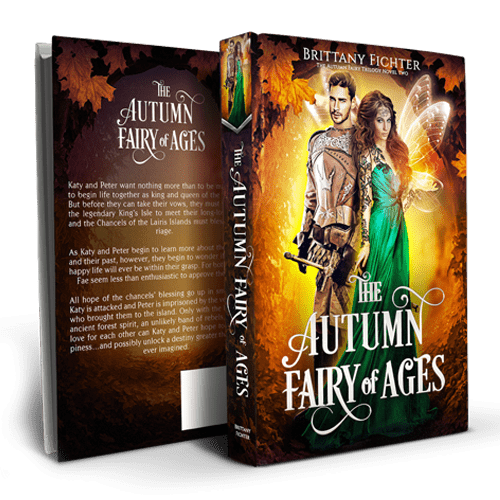 THE
AUTUMN
FAIRY of AGES
Katy and Peter want nothing more than to be
to begin life together as king and queen of the
But before they can take their vows, they must
the legendary King's Isle to meet their
and the Chancels of the Lairis Islands must
riage.
As Katy and Peter begin to learn more about
and their past, however, they begin to wonder
happy life will ever be within their grasp. For
Fae seem less than enthusiastic to approve
All hope of the chancels' blessing go up in
Katy is attacked and Peter is imprisoned by the
who brought them to the island. Only with the
ancient forest spirit, an unlikely band of
love for each other can Katy and Peter hope
piness...and possibly unlock a destiny greater
ever imagined.
THE AUTUMN FAIRY of AGES
BRITTANY
FICHTER
BRITTANY FICHTER
THE AUTUMN FAIRY TRILOGY NOVEL TWO
THE
AUTUMN
FAIRY of AGES